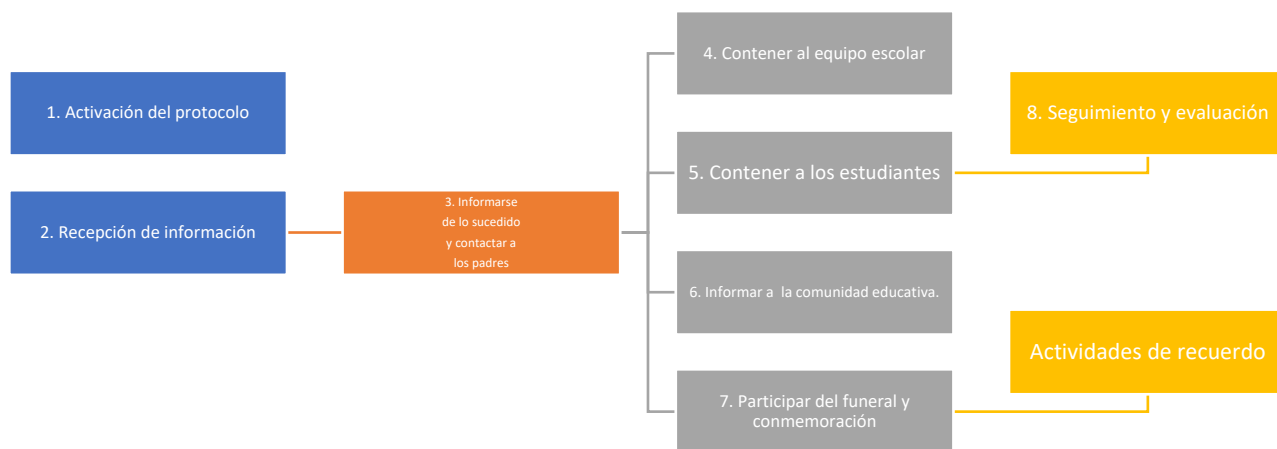 1. Activación del protocolo
2. Recepción de información
3. Informarse
de lo sucedido
y contactar a
los padres
4. Contener al equipo escolar
5. Contener a los estudiantes
6. Informar a  la comunidad educativa.
7. Participar del funeral y
conmemoración
8. Seguimiento y evaluación
Actividades de recuerdo